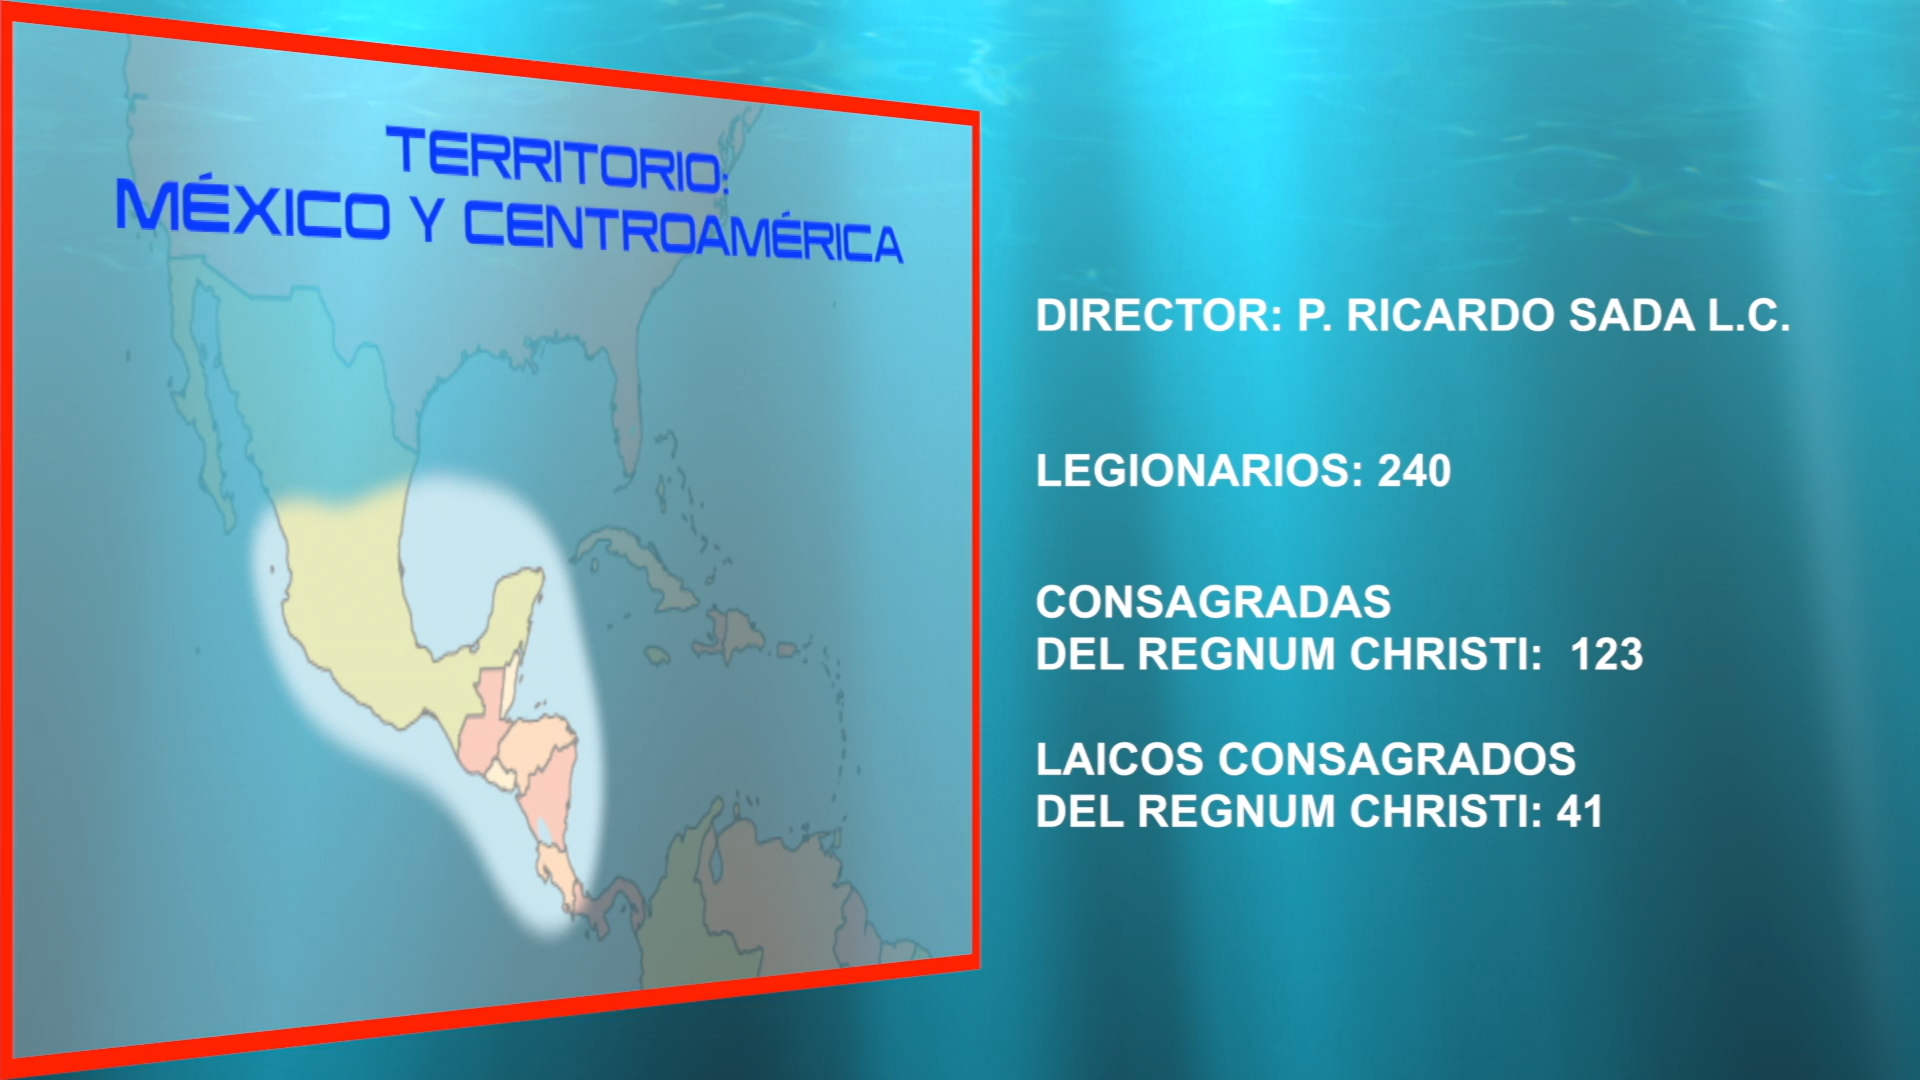 TERRITORIO:
MÉXICO Y CENTROAMÉRICA
DIRECTOR: P. RICARDO SADA L.C.
LEGIONARIOS: 240
CONSAGRADAS
DEL REGNUM CHRISTI: 123
LAICOS CONSAGRADOS
DEL REGNUM CHRISTI: 41